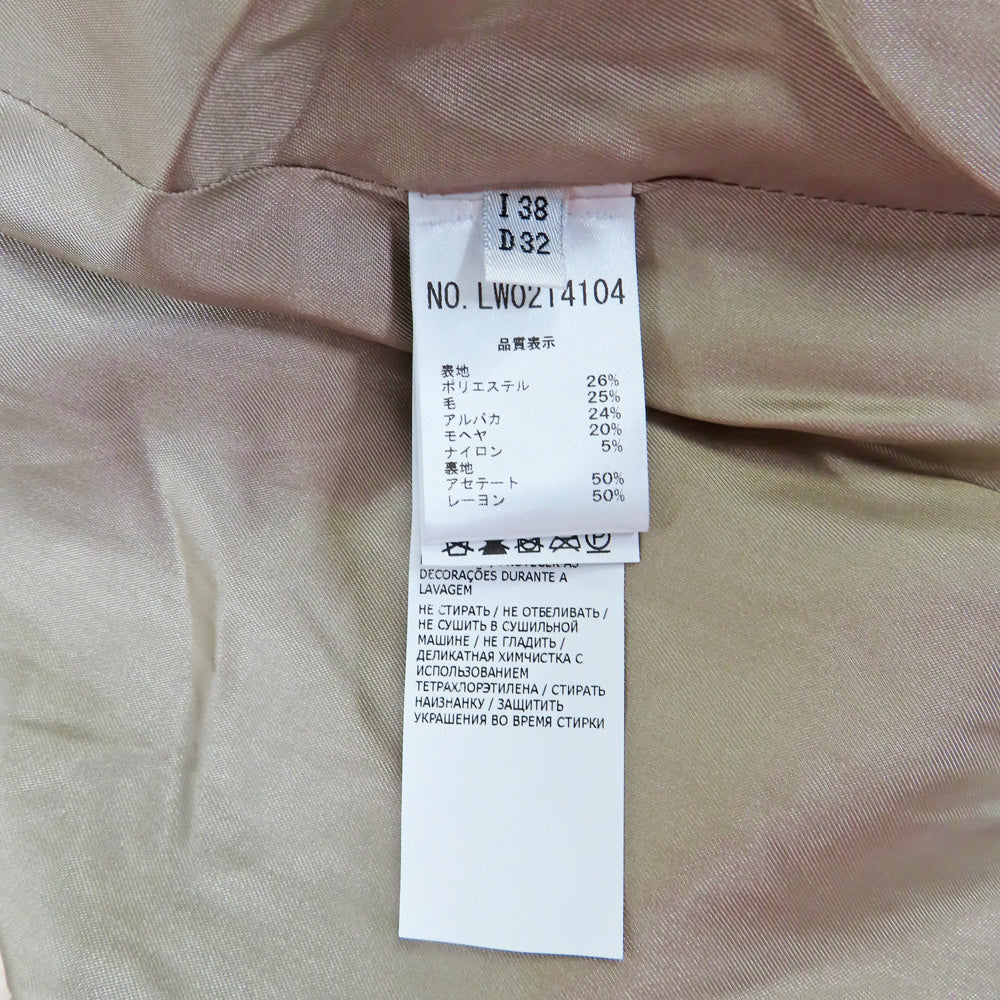 I 38
D 32
NO. LW0214104
品質表示
表地
ポリエステル 26%
毛 25%
アルパカ 24%
モヘヤ 20%
ナイロン 5%
裏地
アセテート 50%
レーヨン 50%
DECORAÇÕES DURANTE A
LAVAGEM
НЕ СТИРАТЬ / НЕ ОТБЕЛИВАТЬ /
НЕ СУШИТЬ В СУШИЛЬНОЙ
МАШИНЕ / НЕ ГЛАДИТЬ /
ДЕЛИКАТНАЯ ХИМЧИСТКА С
ИСПОЛЬЗОВАНИЕМ
ТЕТРАХЛОРЭТИЛЕНА / СТИРАТЬ
НАИЗНАНКУ / ЗАЩИТИТЬ
УКРАШЕНИЯ ВО ВРЕМЯ СТИРКИ